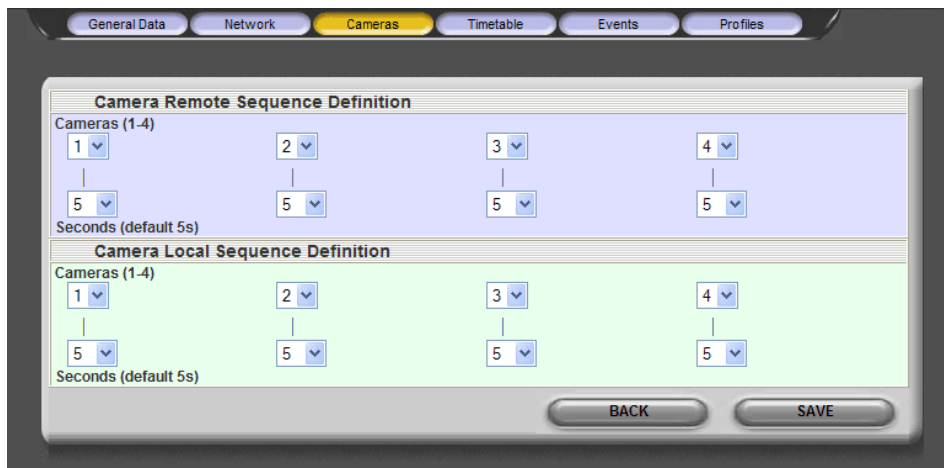 General Data Network Cameras Timetable Events Profiles
Camera Remote Sequence Definition
Cameras (1-4)
1 2 3 4
5 5 5 5
Seconds (default 5s)
Camera Local Sequence Definition
Cameras (1-4)
1 2 3 4
5 5 5 5
Seconds (default 5s)
BACK SAVE